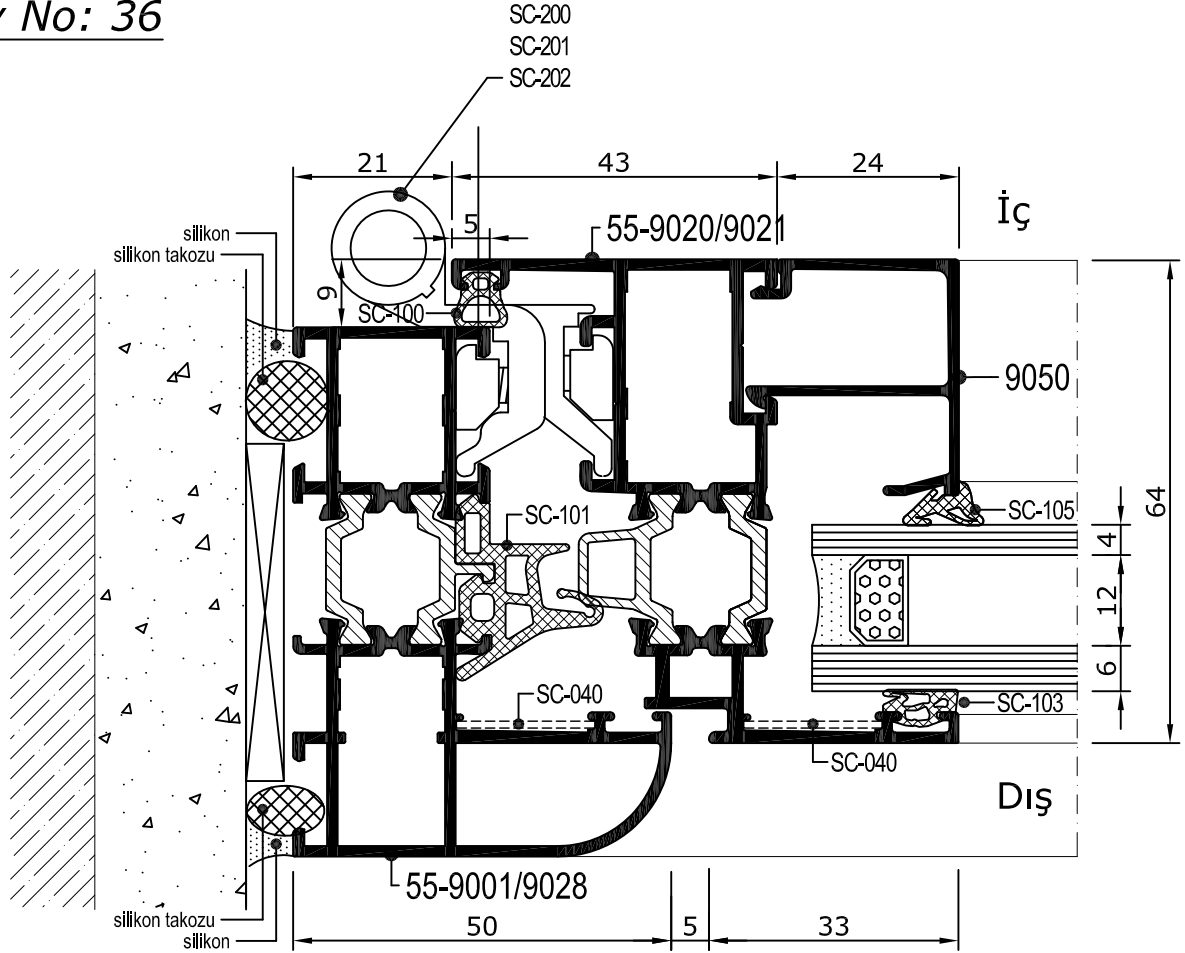 No: 36
SC-200
SC-201
SC-202
21
43
24
İç
5
55-9020/9021
silikon
silikon takozu
9
SC-100
9050
64
SC-105
SC-101
4
12
6
SC-040
SC-103
SC-040
Dış
55-9001/9028
silikon takozu
silikon
50
5
33